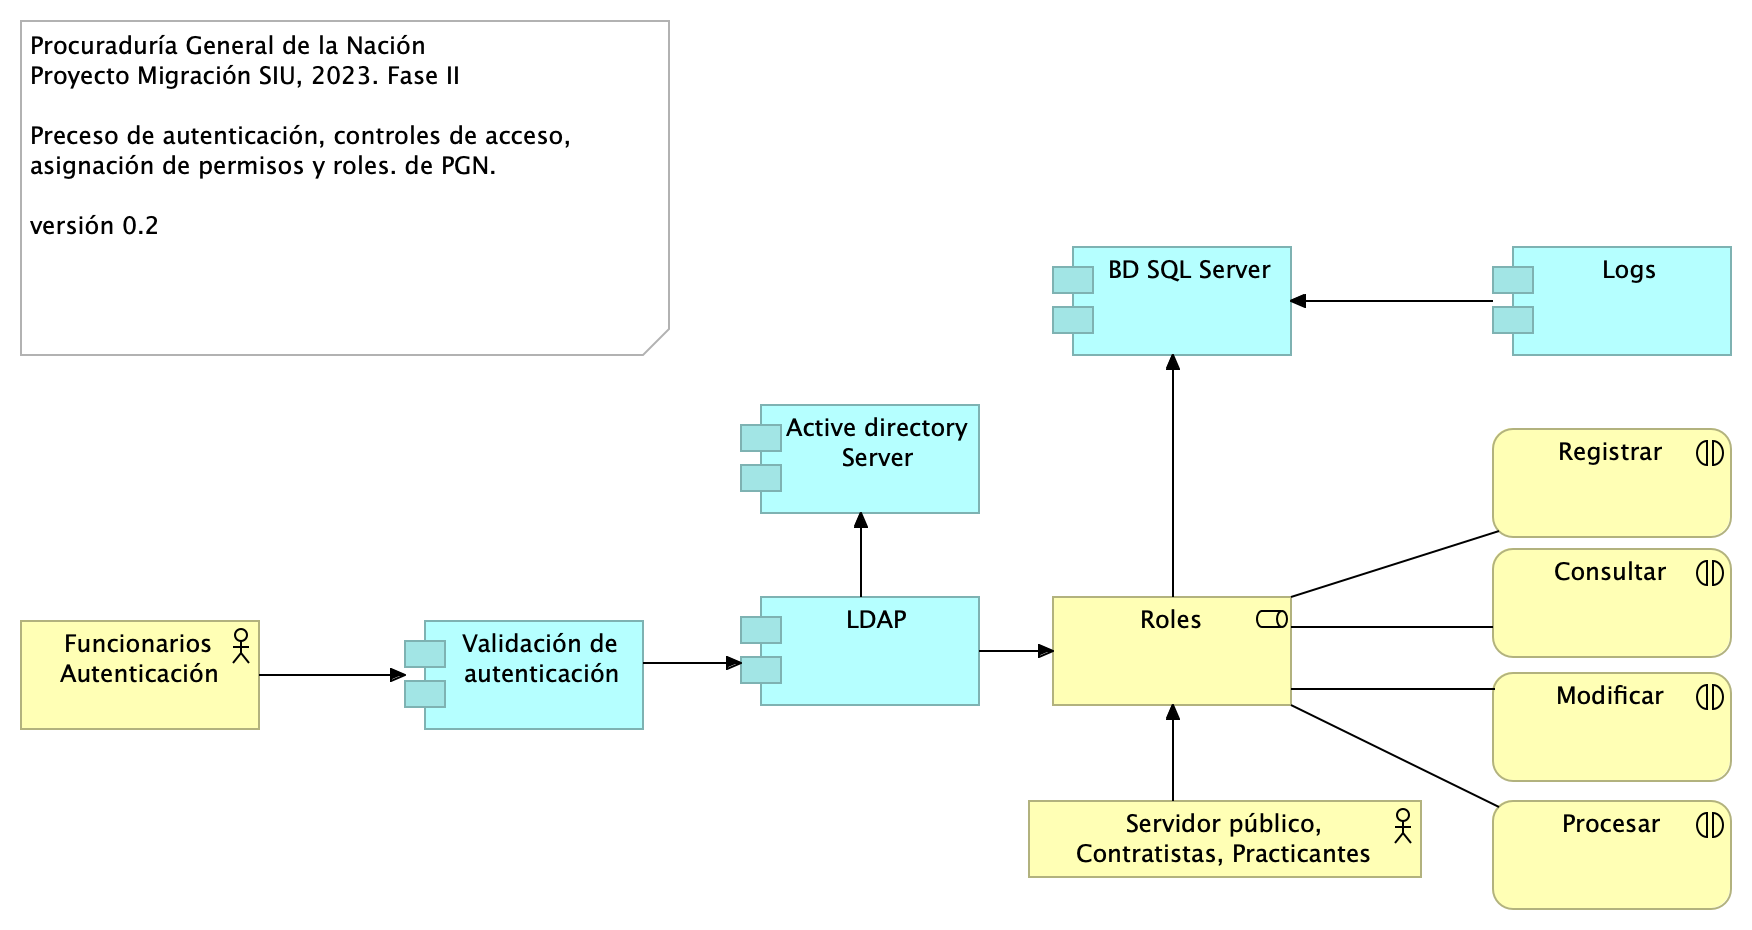 Procuraduría General de la Nación
Proyecto Migración SIU, 2023. Fase II
Preceso de autenticación, controles de acceso,
asignación de permisos y roles. de PGN.
versión 0.2
BD SQL Server
Logs
Active directory
Server
Registrar
Consultar
Funcionarios
Autenticación
Validación de
autenticación
LDAP
Roles
Modificar
Servidor público,
Contratistas, Practicantes
Procesar